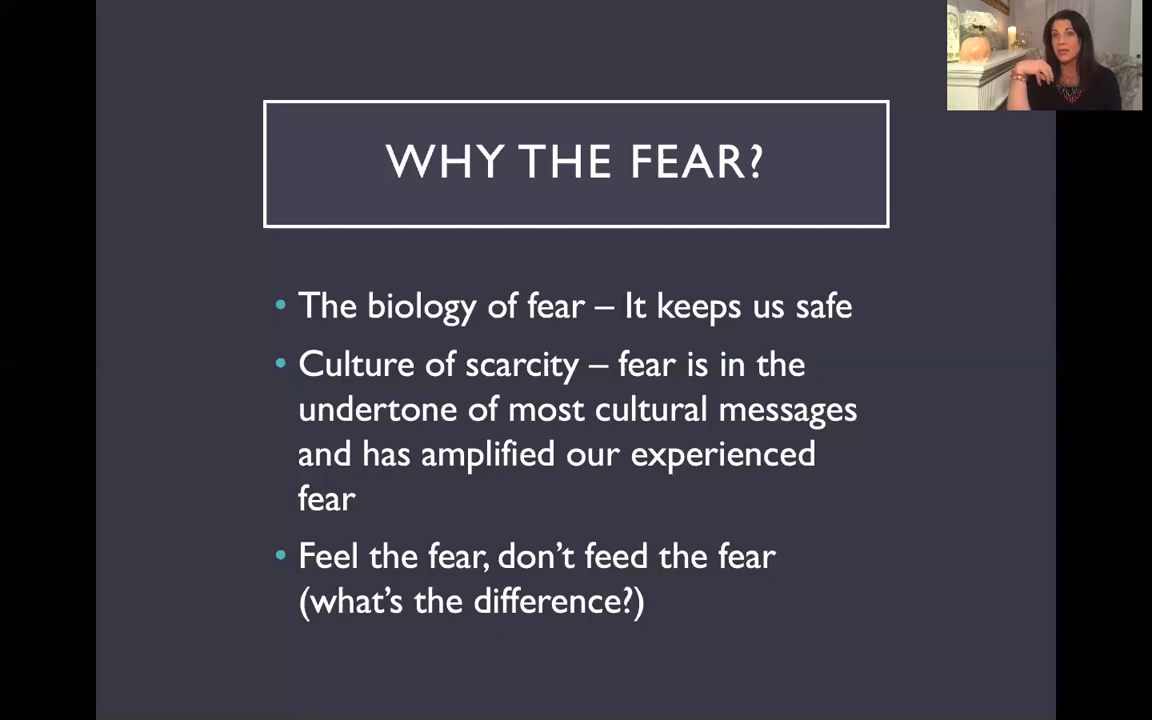 WHY THE FEAR?
• The biology of fear – It keeps us safe
• Culture of scarcity – fear is in the
undertone of most cultural messages
and has amplified our experienced
fear
• Feel the fear, don’t feed the fear
(what’s the difference?)